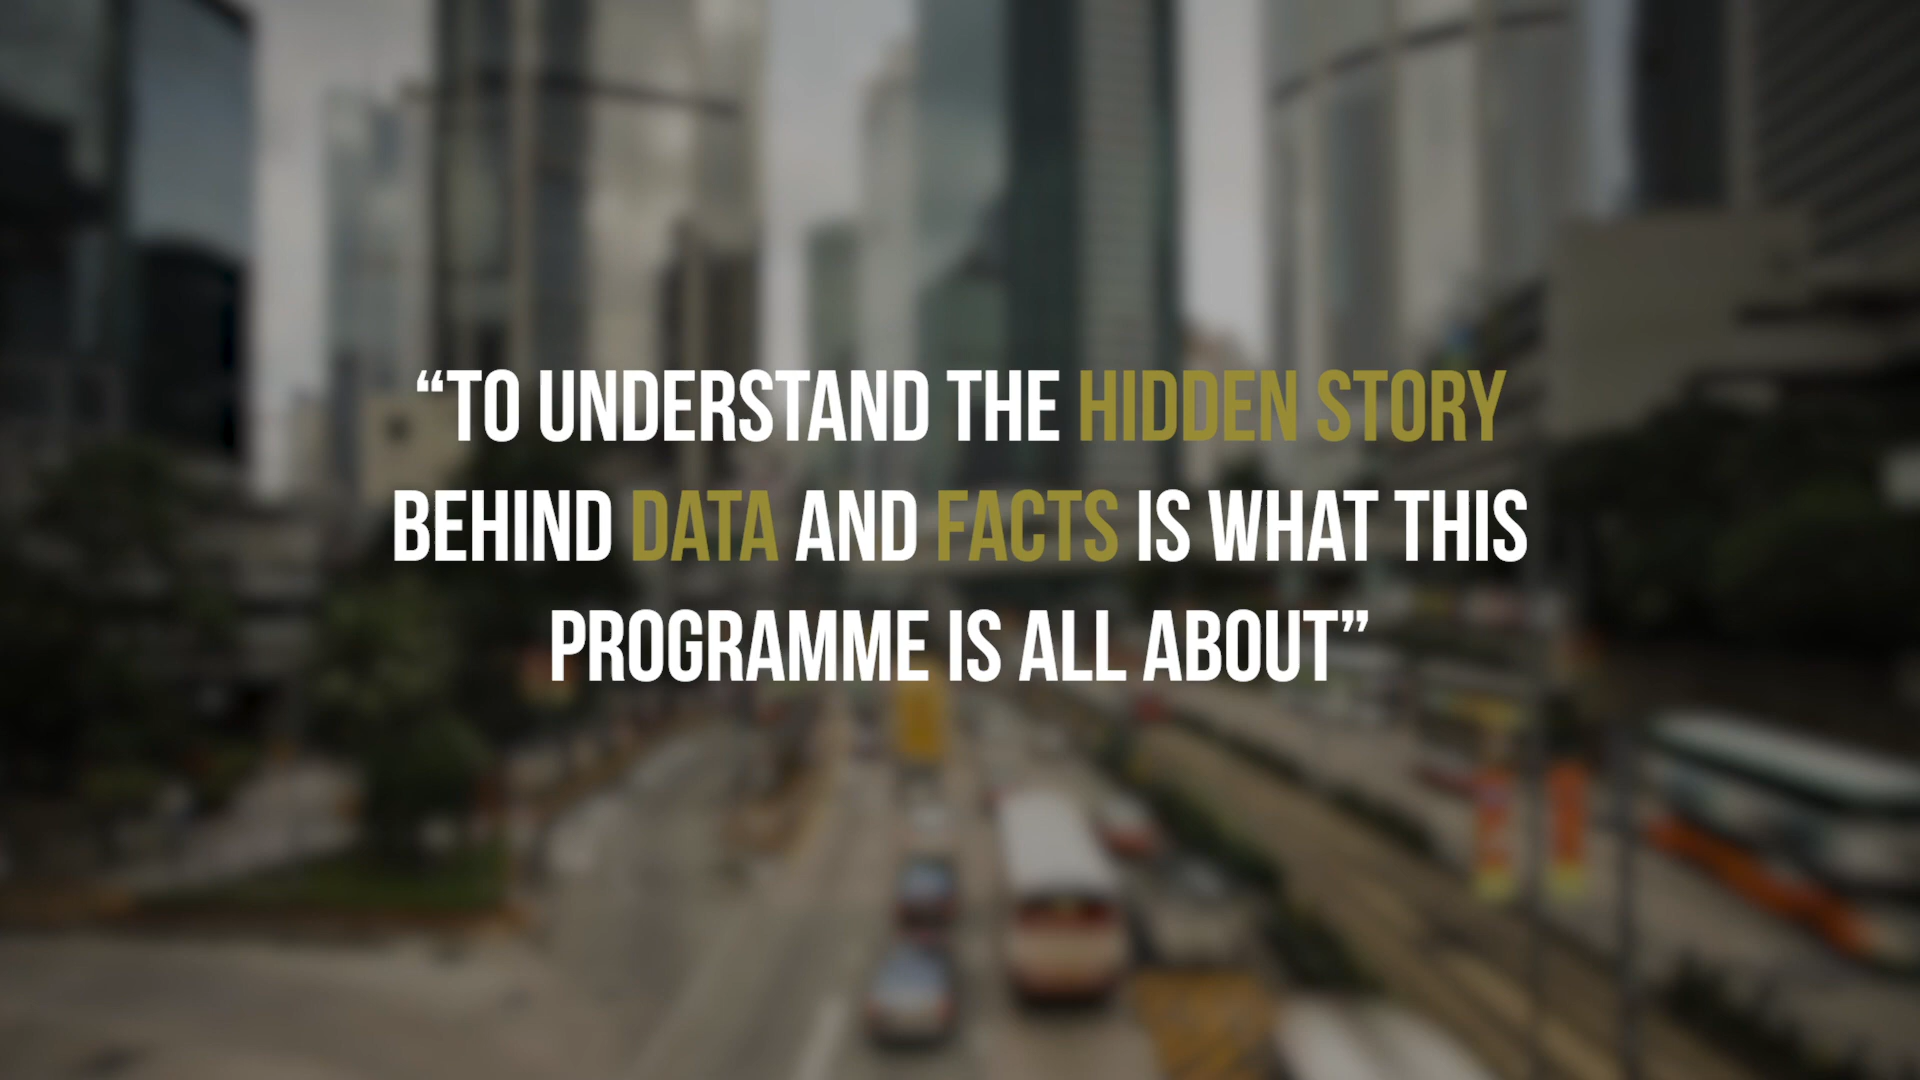 “TO UNDERSTAND THE HIDDEN STORY
BEHIND DATA AND FACTS IS WHAT THIS
PROGRAMME IS ALL ABOUT”